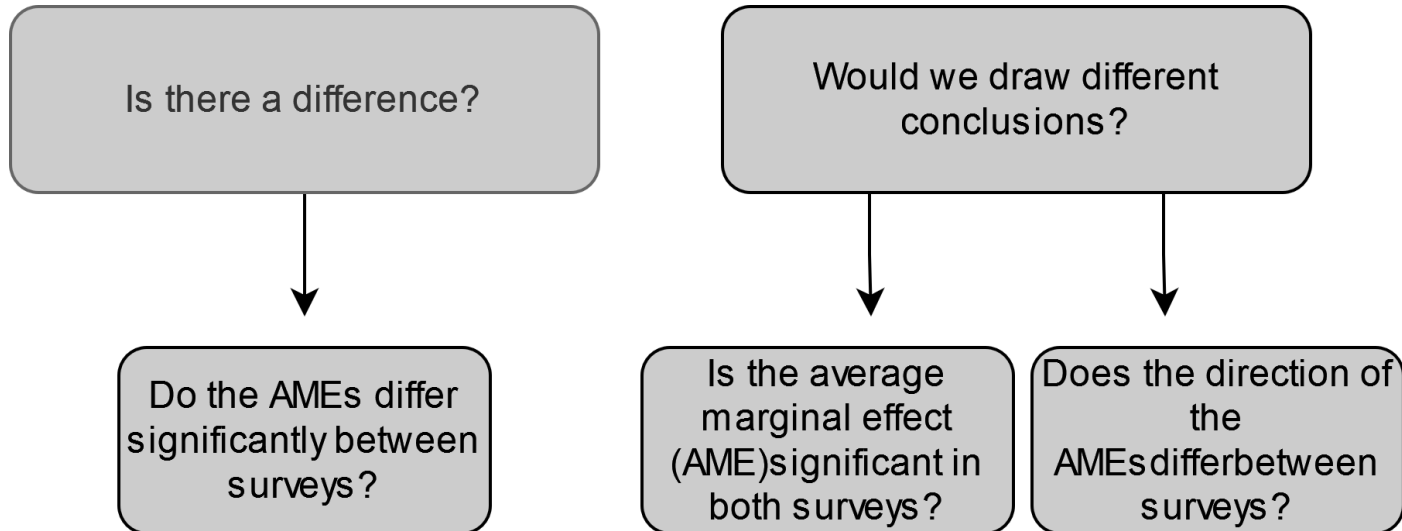 Is there a difference?
Would we draw different
conclusions?
Do the AMEs differ
significantly between
surveys?
Is the average
marginal effect
(AME)significant in
both surveys?
Does the direction of
the
AMEsdifferbetween
surveys?